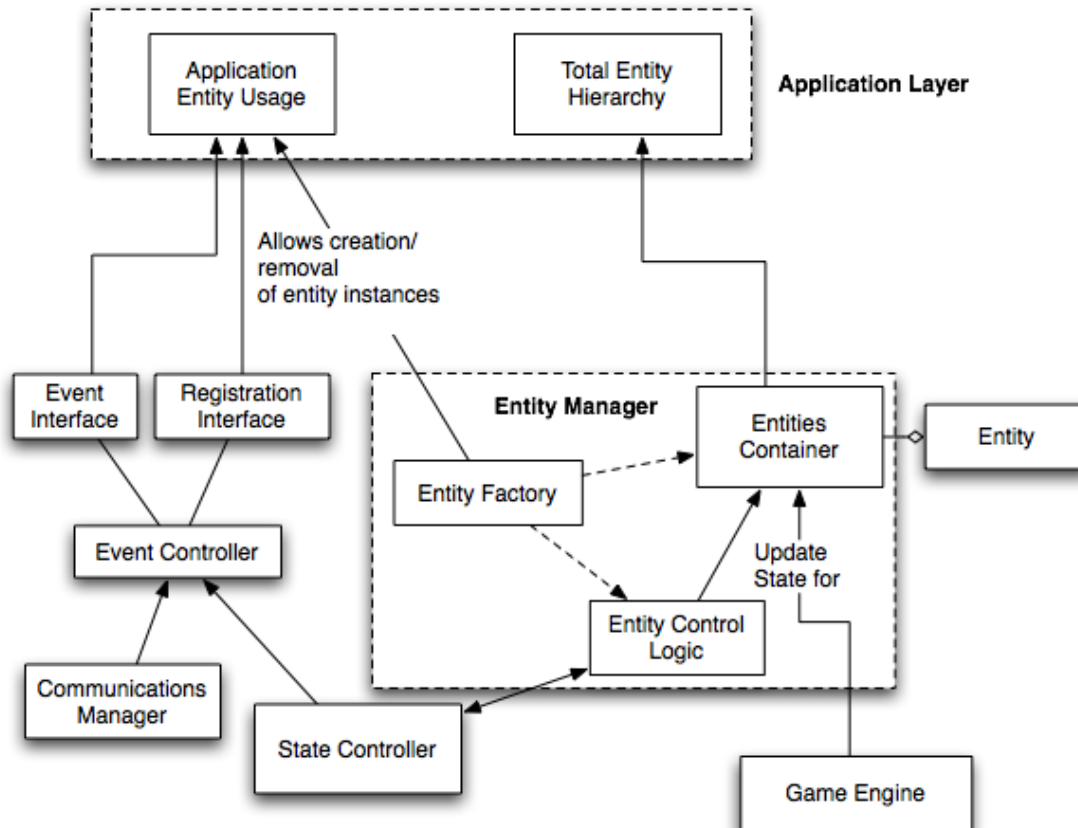 Application
Entity Usage
Total Entity
Hierarchy
Application Layer
Allows creation/
removal
of entity instances
Event
Interface
Registration
Interface
Entity Manager
Entities
Container
Entity
Entity Factory
Event Controller
Update
State for
Entity Control
Logic
Communications
Manager
State Controller
Game Engine